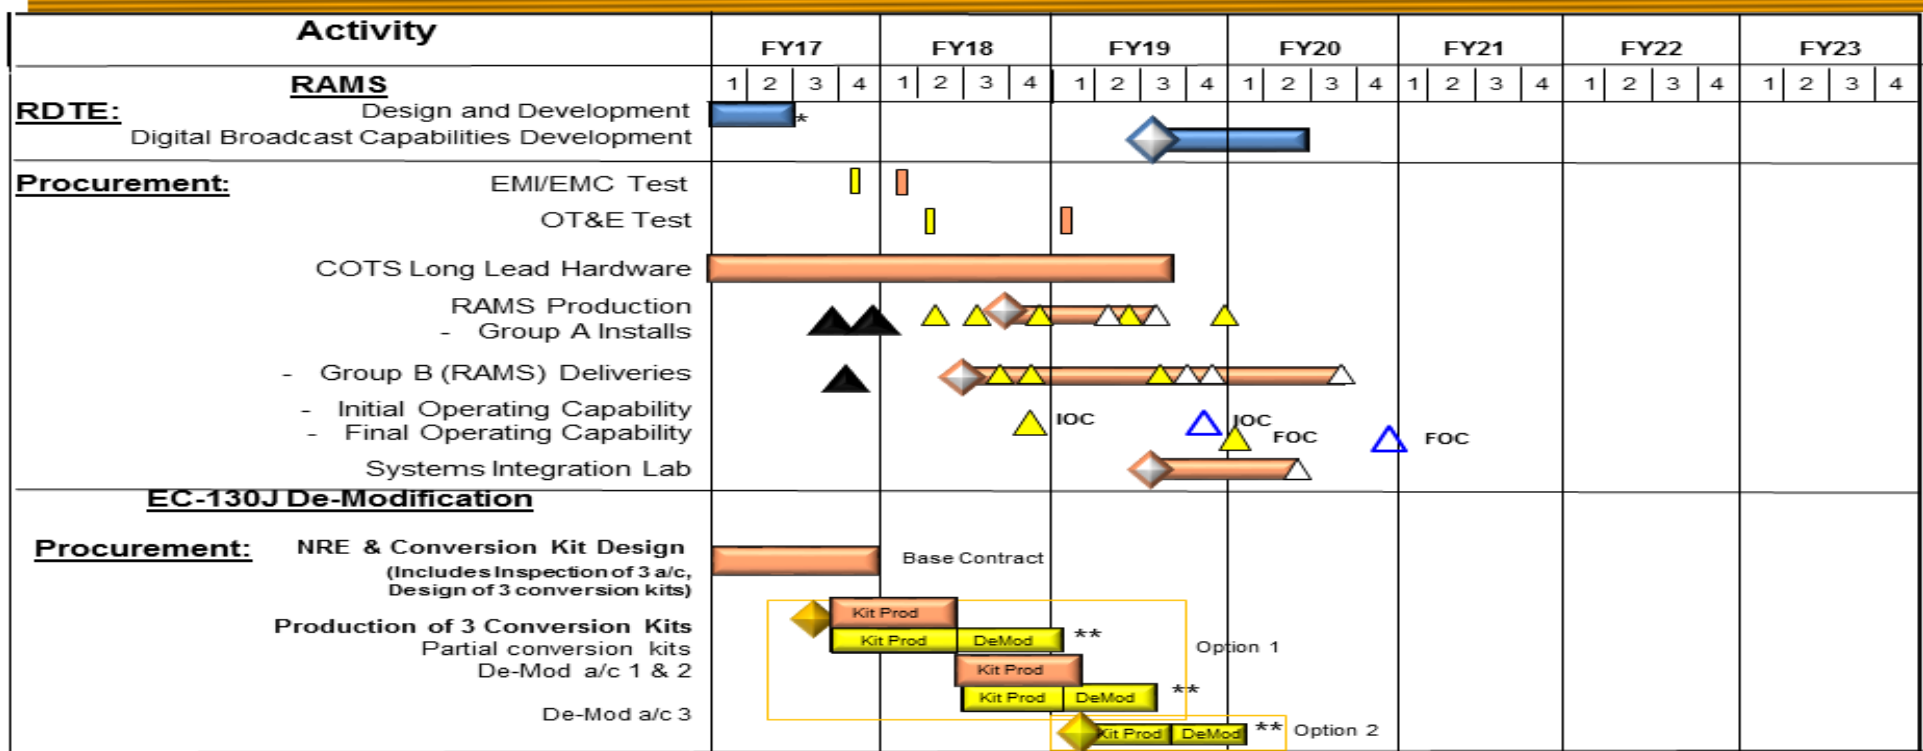 Activity
FY17 FY18 FY19 FY20 FY21 FY22 FY23
RAMS
1 2 3 4 1 2 3 4 1 2 3 4 1 2 3 4 1 2 3 4 1 2 3 4 1 2 3 4
RDTE: Design and Development *
Digital Broadcast Capabilities Development
Procurement: EMI/EMC Test
OT&E Test
COTS Long Lead Hardware
RAMS Production
- Group A Installs
- Group B (RAMS) Deliveries
- Initial Operating Capability IOC IOC
- Final Operating Capability FOC FOC
Systems Integration Lab
EC-130J De-Modification
Procurement: NRE & Conversion Kit Design Base Contract
(Includes Inspection of 3 a/c,
Design of 3 conversion kits)
Kit Prod
Production of 3 Conversion Kits
Kit Prod DeMod **
Partial conversion kits Option 1
De-Mod a/c 1 & 2 Kit Prod
Kit Prod DeMod **
De-Mod a/c 3
Kit Prod DeMod ** Option 2